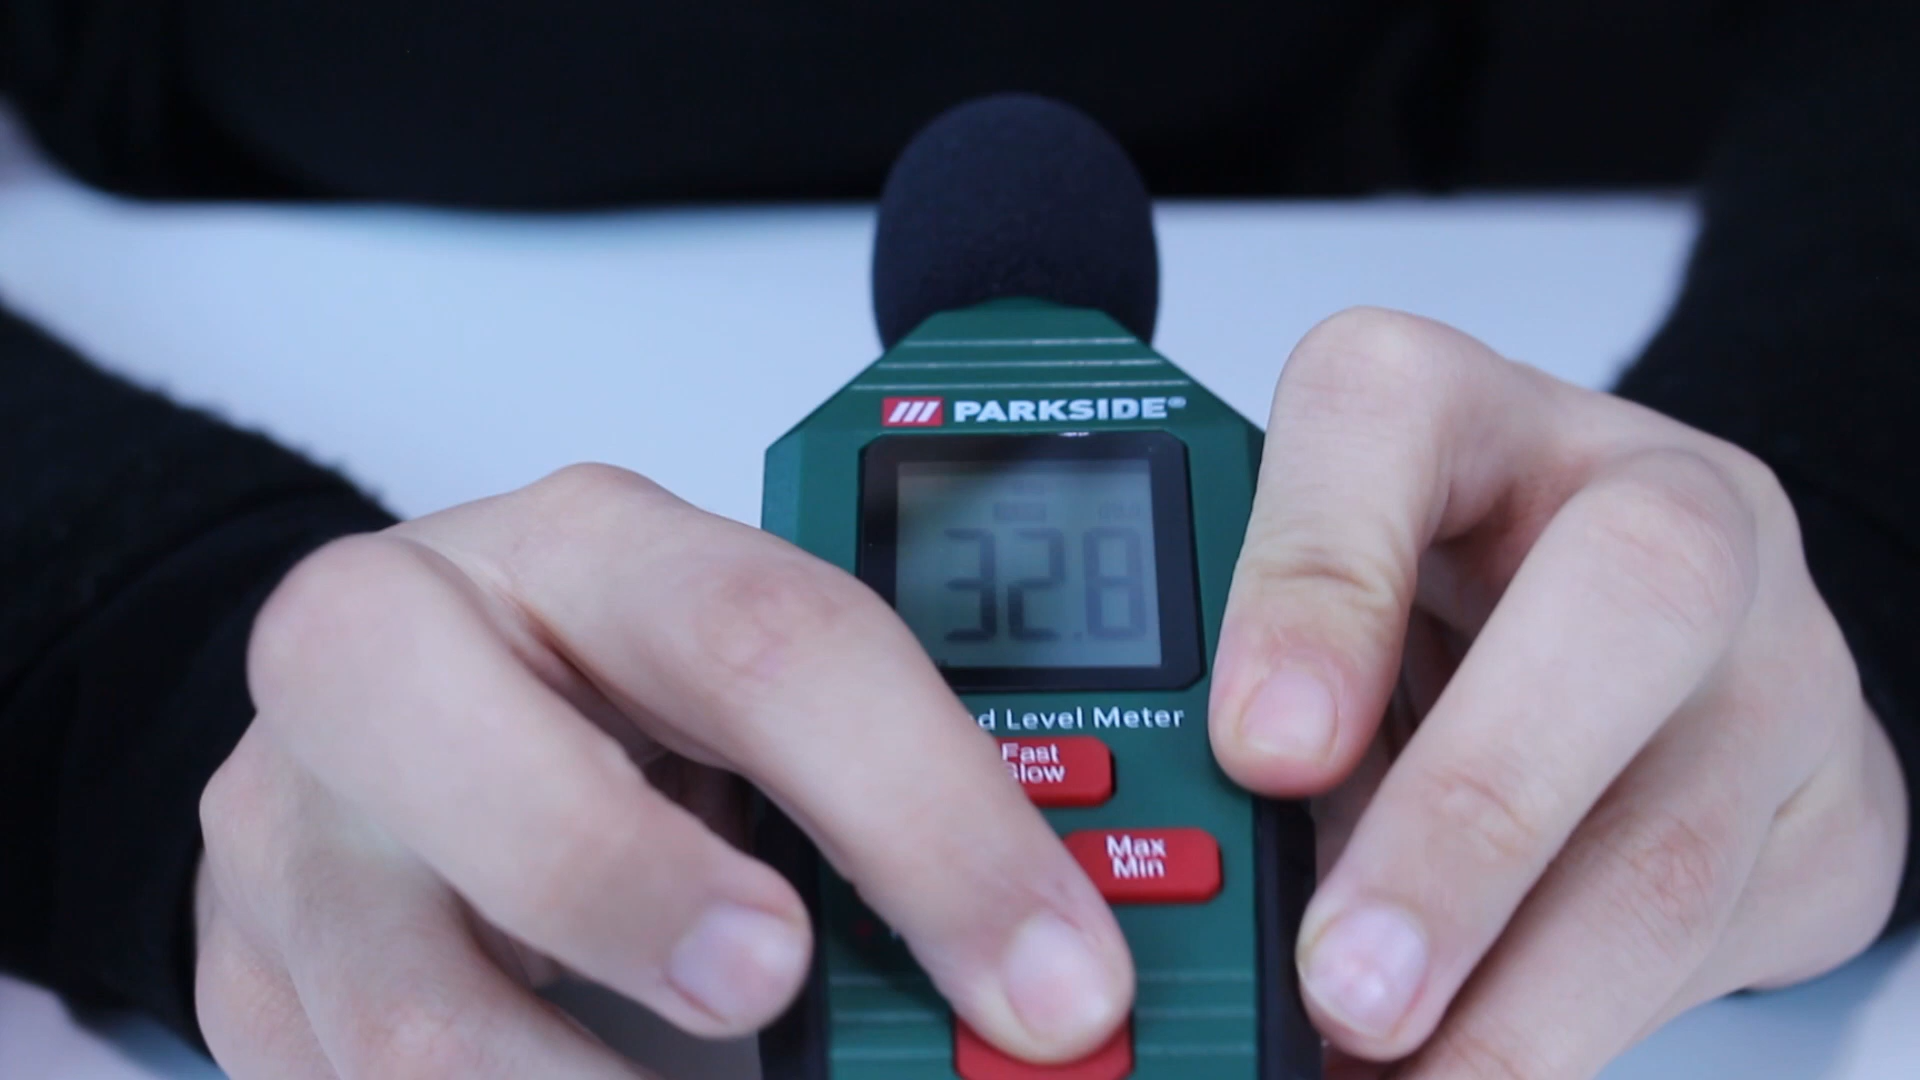 PARKSIDE®
32.8
d Level Meter
Fast
Slow
Max
Min